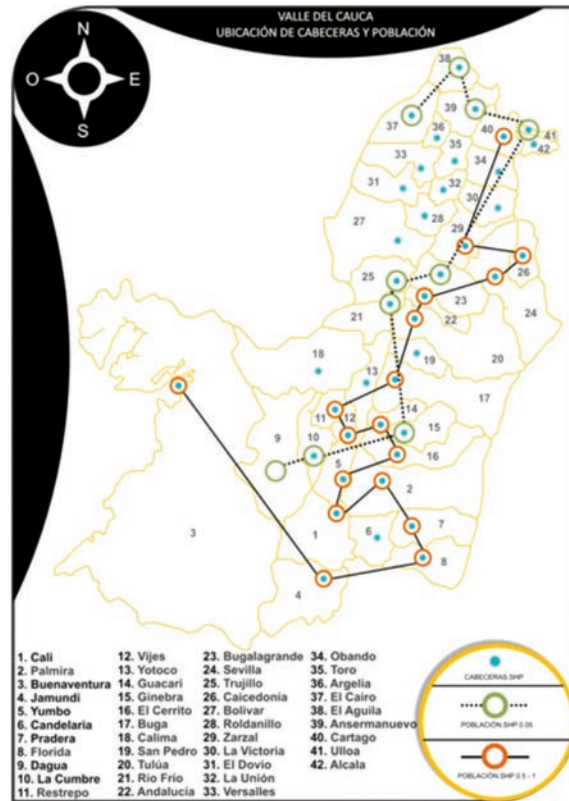 VALLE DEL CAUCA
UBICACIÓN DE CABECERAS Y POBLACIÓN
N
O E
S
38
37
39
36
40
41
42
35
33
34
31
32
30
28
27
29
25
26
23
21
22
24
18
19
20
13
17
11
12
14
15
9
10
16
5
2
3
1
6
7
8
4
1. Cali
2. Palmira
3. Buenaventura
4. Jamundi
5. Yumbo
6. Candelaria
7. Pradera
8. Florida
9. Dagua
10. La Cumbre
11. Restrepo
12. Vijes
13. Yotoco
14. Guacari
15. Ginebra
16. El Cerrito
17. Buga
18. Calima
19. San Pedro
20. Tulúa
21. Río Frío
22. Andalucía
23. Bugalagrande
24. Sevilla
25. Trujillo
26. Caicedonia
27. Bolivar
28. Roldanillo
29. Zarzal
30. La Victoria
31. El Dovio
32. La Unión
33. Versalles
34. Obando
35. Toro
36. Argelia
37. El Cairo
38. El Aguila
39. Ansermanuevo
40. Cartago
41. Ulloa
42. Alcala
CABECERAS.SHP
POBLACIÓN.SHP 0.05
POBLACIÓN.SHP 0.5 - 1